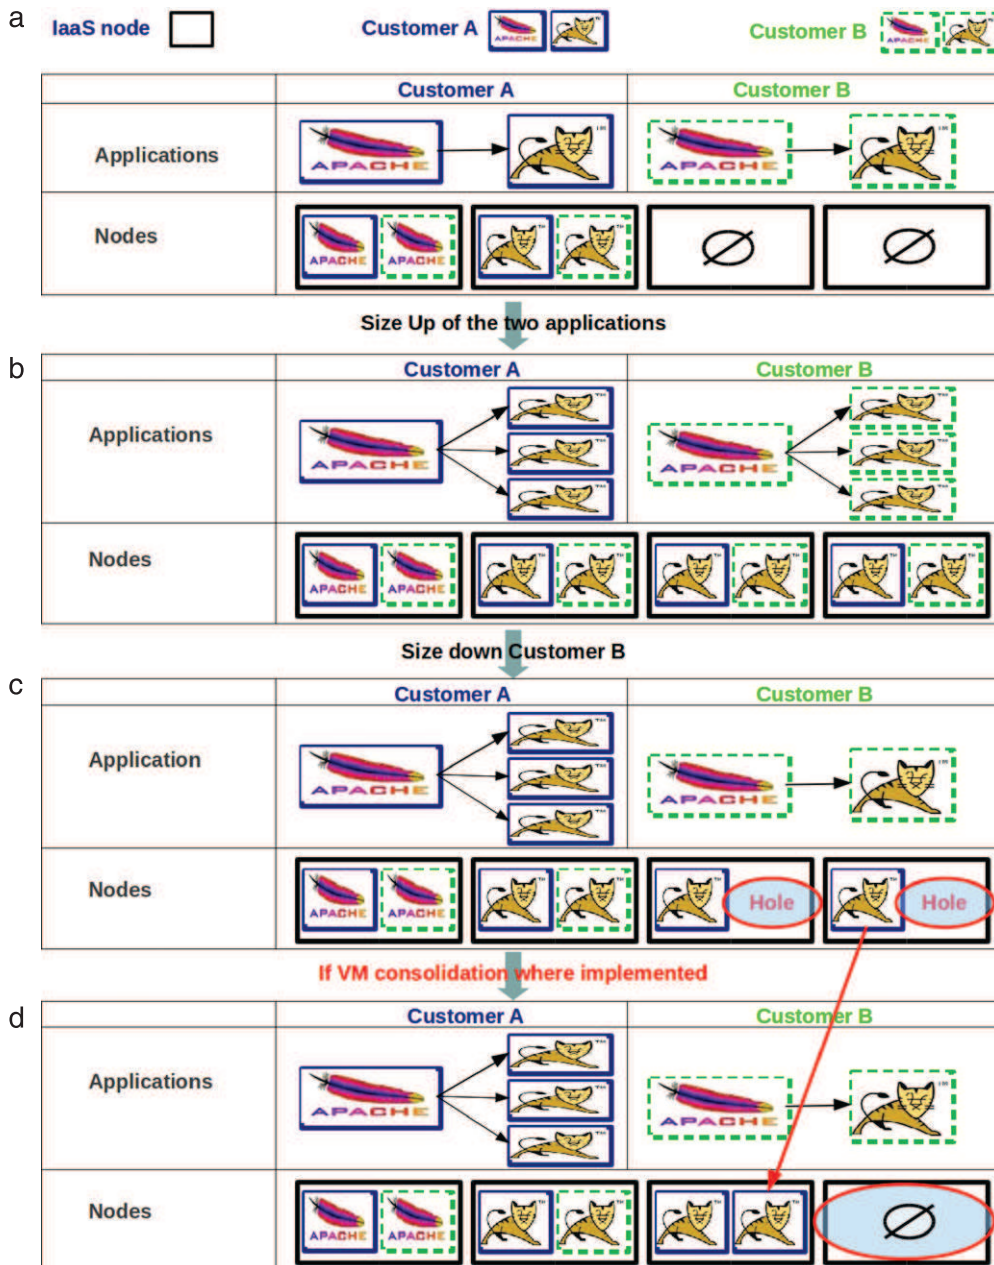 a
IaaS node
Customer A
APACHE
Customer B
APACHE
Customer A
Customer B
Applications
APACHE
APACHE
Nodes
APACHE
APACHE
Size Up of the two applications
b
Customer A
Customer B
Applications
APACHE
APACHE
Nodes
APACHE
APACHE
Size down Customer B
c
Customer A
Customer B
Application
APACHE
APACHE
Nodes
APACHE
APACHE
Hole
Hole
If VM consolidation where implemented
d
Customer A
Customer B
Applications
APACHE
APACHE
Nodes
APACHE
APACHE